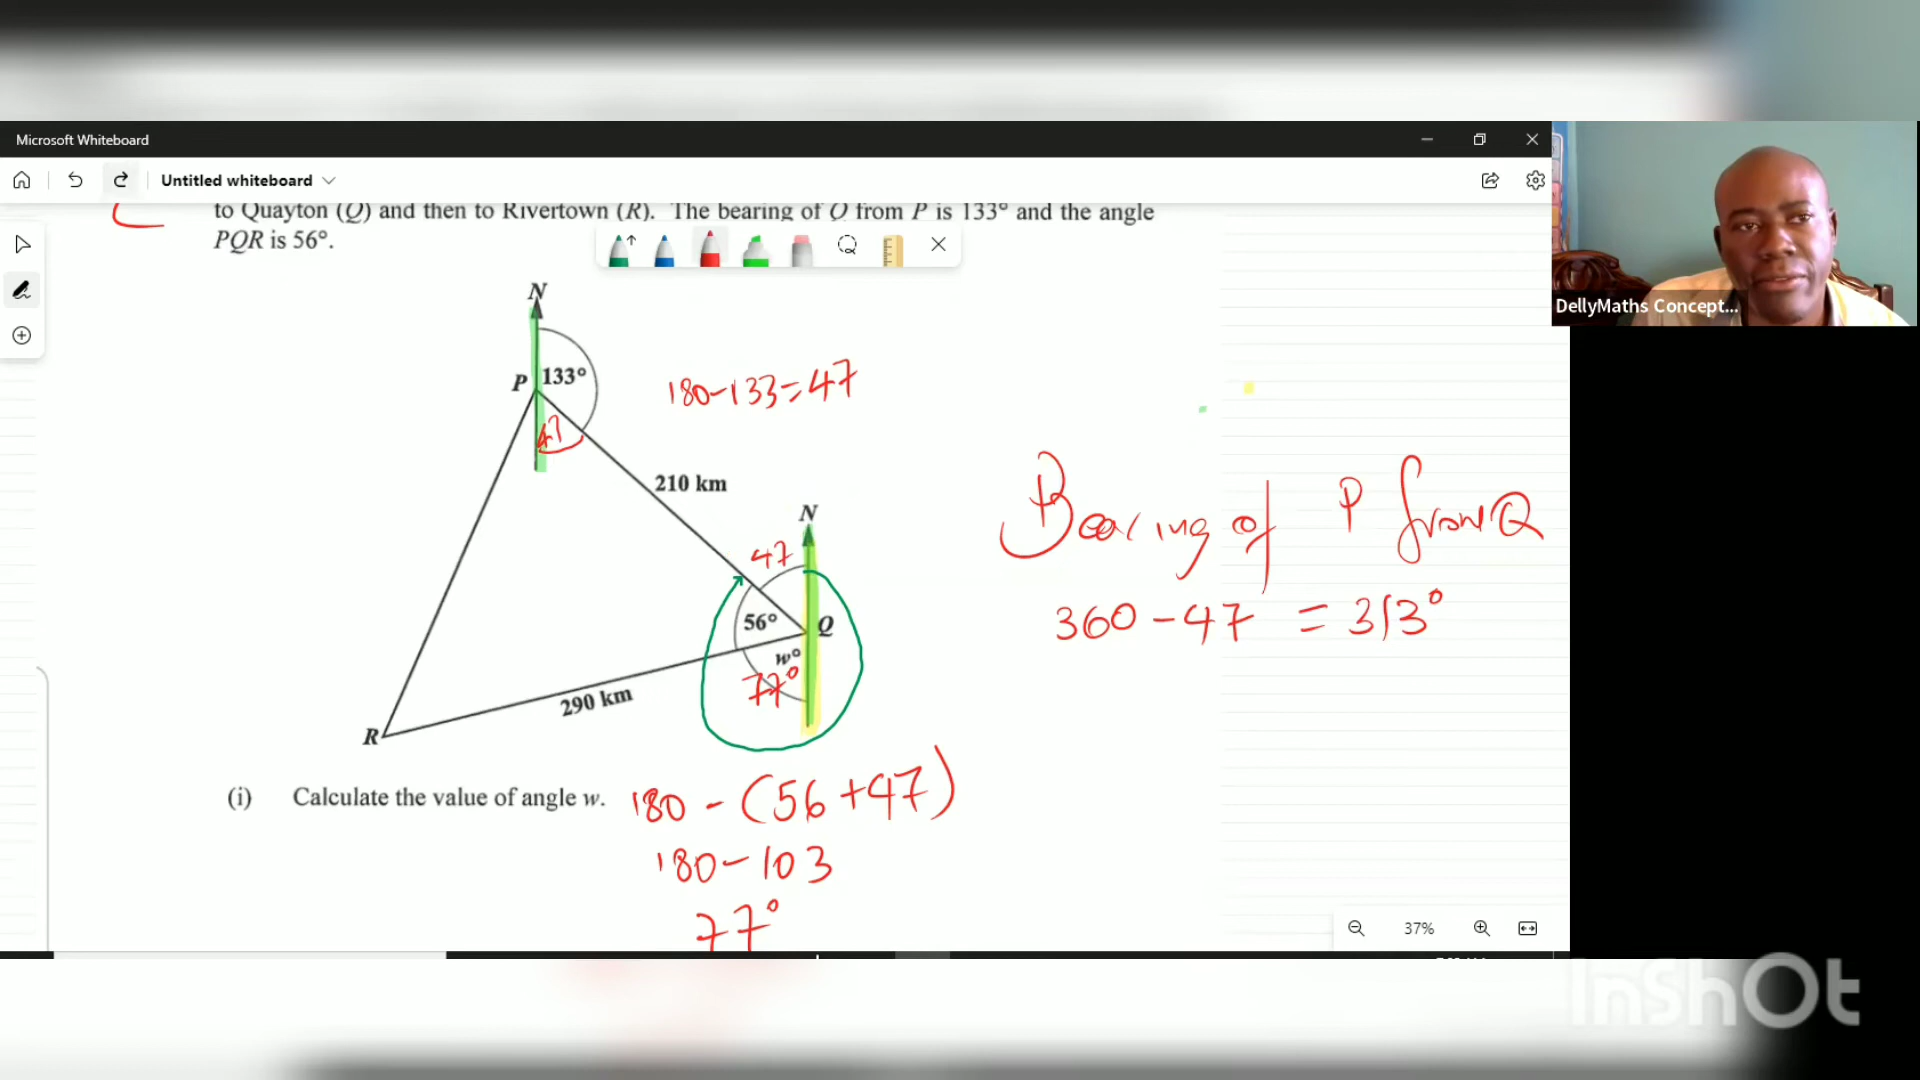 Microsoft Whiteboard
Untitled whiteboard
to Quayton (Q) and then to Rivertown (R). The bearing of Q from P is 133° and the angle
PQR is 56°.
DellyMaths Concept...
N
P 133°
180-133=47
47
210 km
N
Bearing of P from Q
47
360-47 = 313°
56° Q
w°
77°
290 km
R
(i) Calculate the value of angle w. 180 - (56+47)
180-103
77°
37%
InShOt